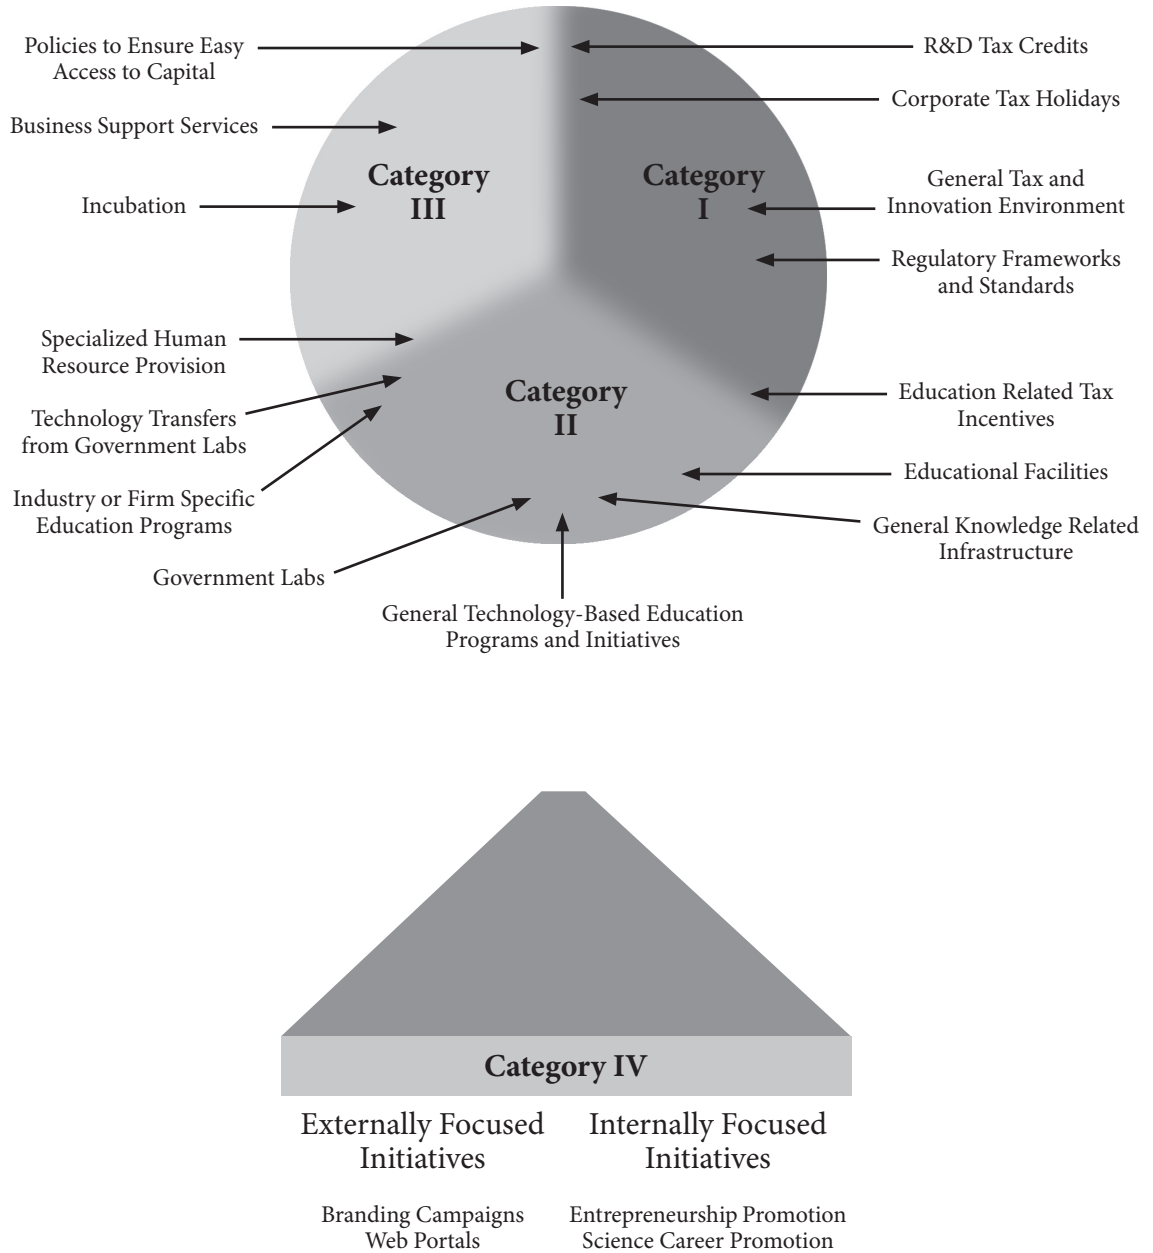 Policies to Ensure Easy
Access to Capital
Business Support Services
Incubation
Specialized Human
Resource Provision
Technology Transfers
from Government Labs
Industry or Firm Specific
Education Programs
Government Labs
General Technology-Based Education
Programs and Initiatives
Category
III
Category
I
Category
II
R&D Tax Credits
Corporate Tax Holidays
General Tax and
Innovation Environment
Regulatory Frameworks
and Standards
Education Related Tax
Incentives
Educational Facilities
General Knowledge Related
Infrastructure
Category IV
Externally Focused
Initiatives
Branding Campaigns
Web Portals
Internally Focused
Initiatives
Entrepreneurship Promotion
Science Career Promotion